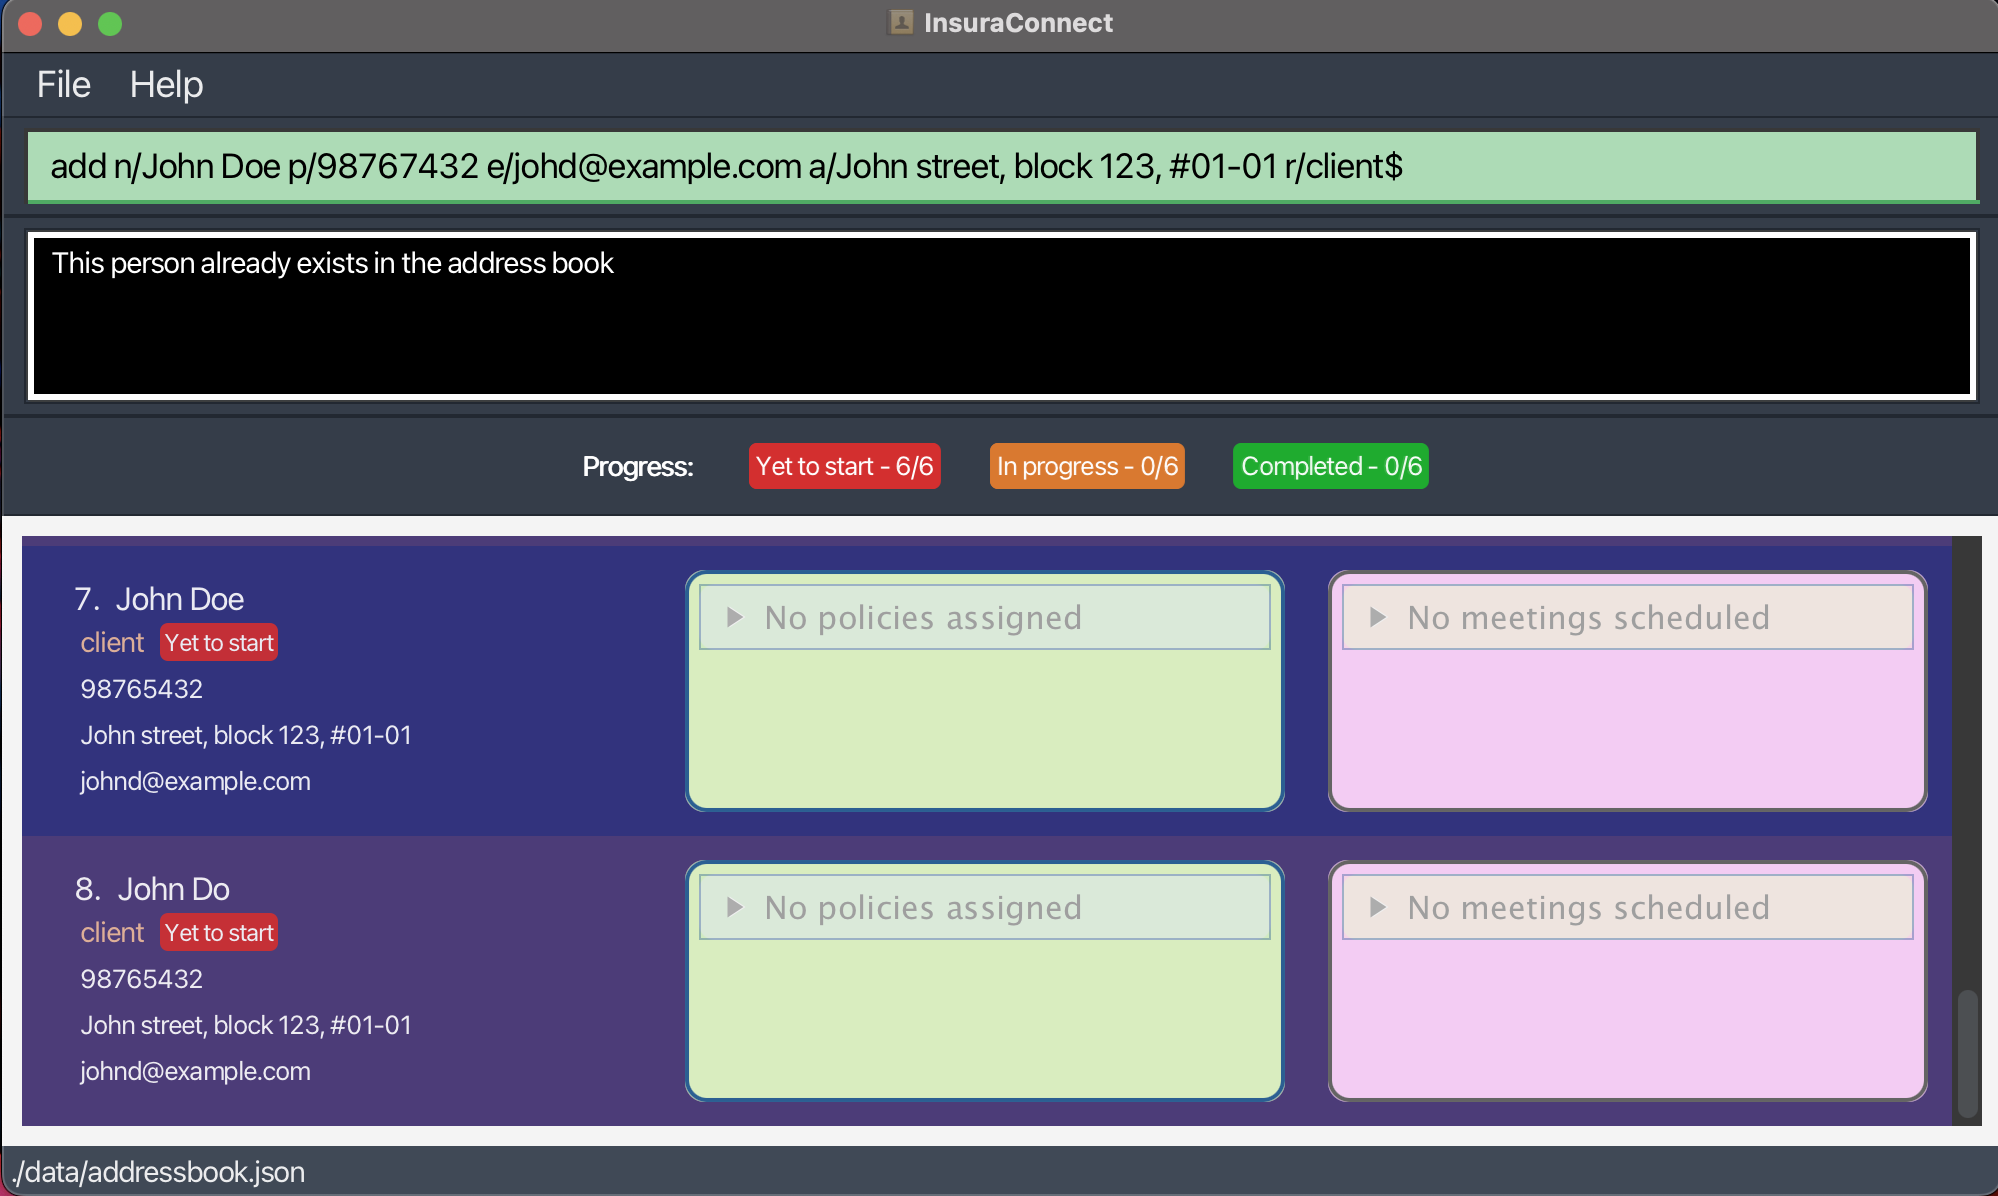 InsuraConnect
File Help
add n/John Doe p/98767432 e/johd@example.com a/John street, block 123, #01-01 r/client$
This person already exists in the address book
Progress: Yet to start - 6/6 In progress - 0/6 Completed - 0/6
7. John Doe
client Yet to start
98765432
John street, block 123, #01-01
johnd@example.com
No policies assigned
No meetings scheduled
8. John Do
client Yet to start
98765432
John street, block 123, #01-01
johnd@example.com
No policies assigned
No meetings scheduled
./data/addressbook.json